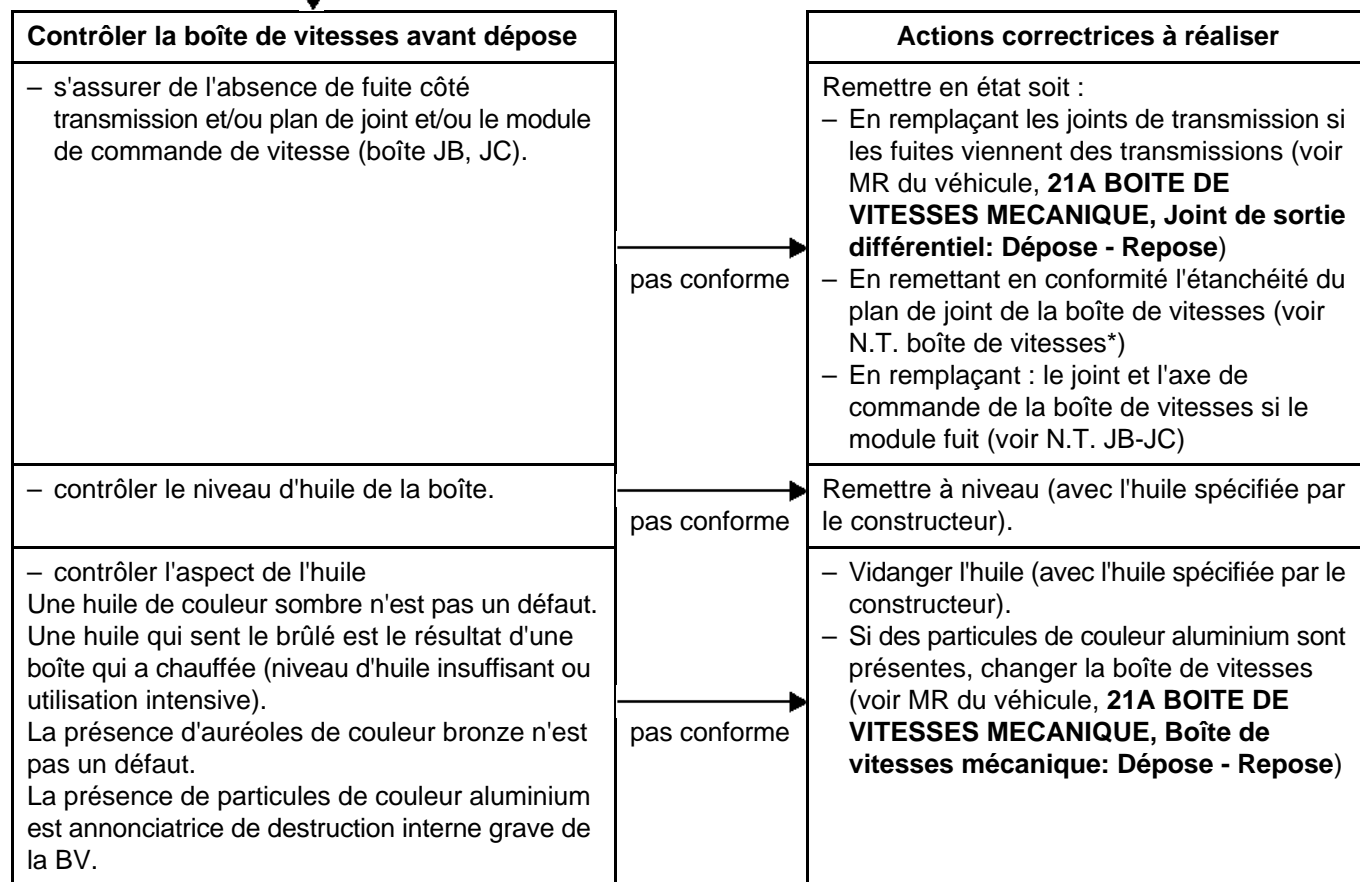 Contrôler la boîte de vitesses avant dépose
– s'assurer de l'absence de fuite côté
transmission et/ou plan de joint et/ou le module
de commande de vitesse (boîte JB, JC).
pas conforme
Actions correctrices à réaliser
Remettre en état soit :
– En remplaçant les joints de transmission si
les fuites viennent des transmissions (voir
MR du véhicule, 21A BOITE DE
VITESSES MECANIQUE, Joint de sortie
différentiel: Dépose - Repose)
– En remettant en conformité l'étanchéité du
plan de joint de la boîte de vitesses (voir
N.T. boîte de vitesses*)
– En remplaçant : le joint et l'axe de
commande de la boîte de vitesses si le
module fuit (voir N.T. JB-JC)
– contrôler le niveau d'huile de la boîte.
pas conforme
Remettre à niveau (avec l'huile spécifiée par
le constructeur).
– contrôler l'aspect de l'huile
Une huile de couleur sombre n'est pas un défaut.
Une huile qui sent le brûlé est le résultat d'une
boîte qui a chauffée (niveau d'huile insuffisant ou
utilisation intensive).
La présence d'auréoles de couleur bronze n'est
pas un défaut.
La présence de particules de couleur aluminium
est annonciatrice de destruction interne grave de
la BV.
pas conforme
– Vidanger l'huile (avec l'huile spécifiée par le
constructeur).
– Si des particules de couleur aluminium sont
présentes, changer la boîte de vitesses
(voir MR du véhicule, 21A BOITE DE
VITESSES MECANIQUE, Boîte de
vitesses mécanique: Dépose - Repose)